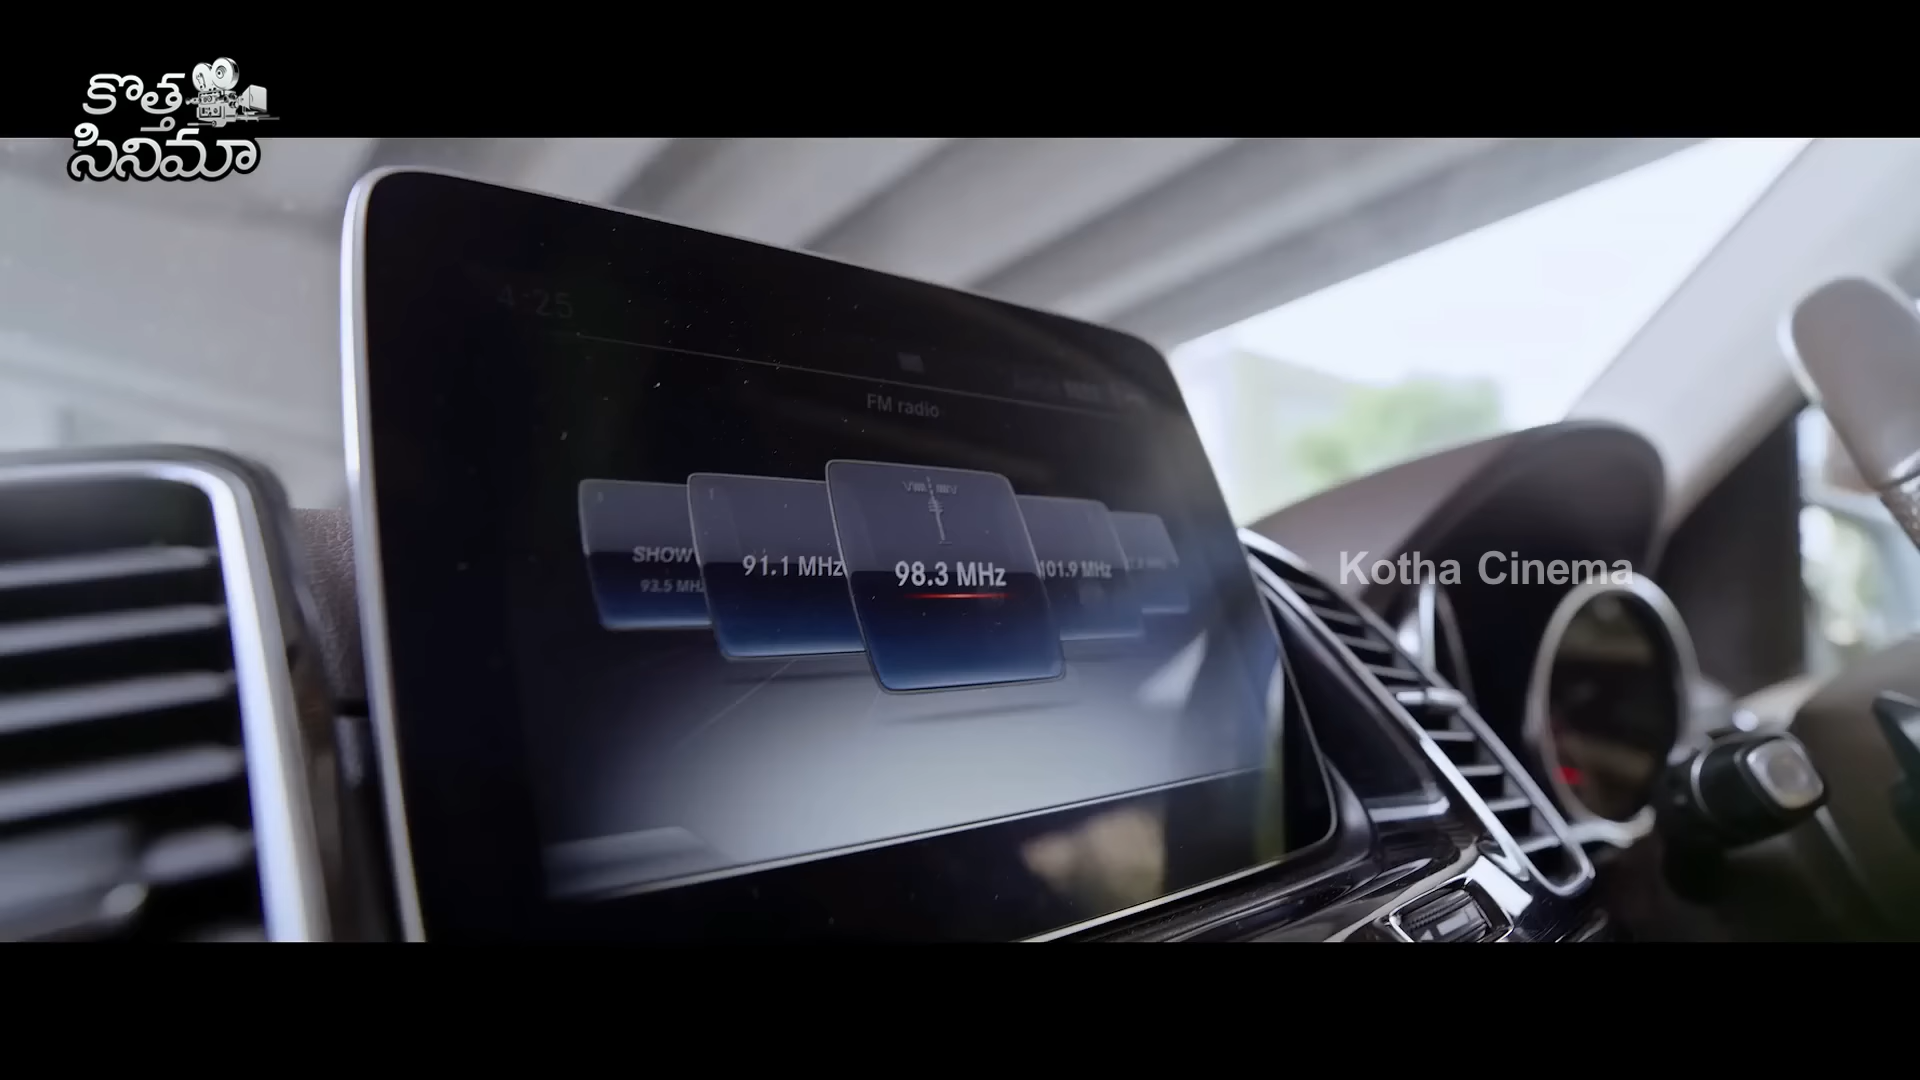 కొత్త
సినిమా
4:25
FM radio
SHOW
93.5 MHz
91.1 MHz
98.3 MHz
101.9 MHz
Kotha Cinema